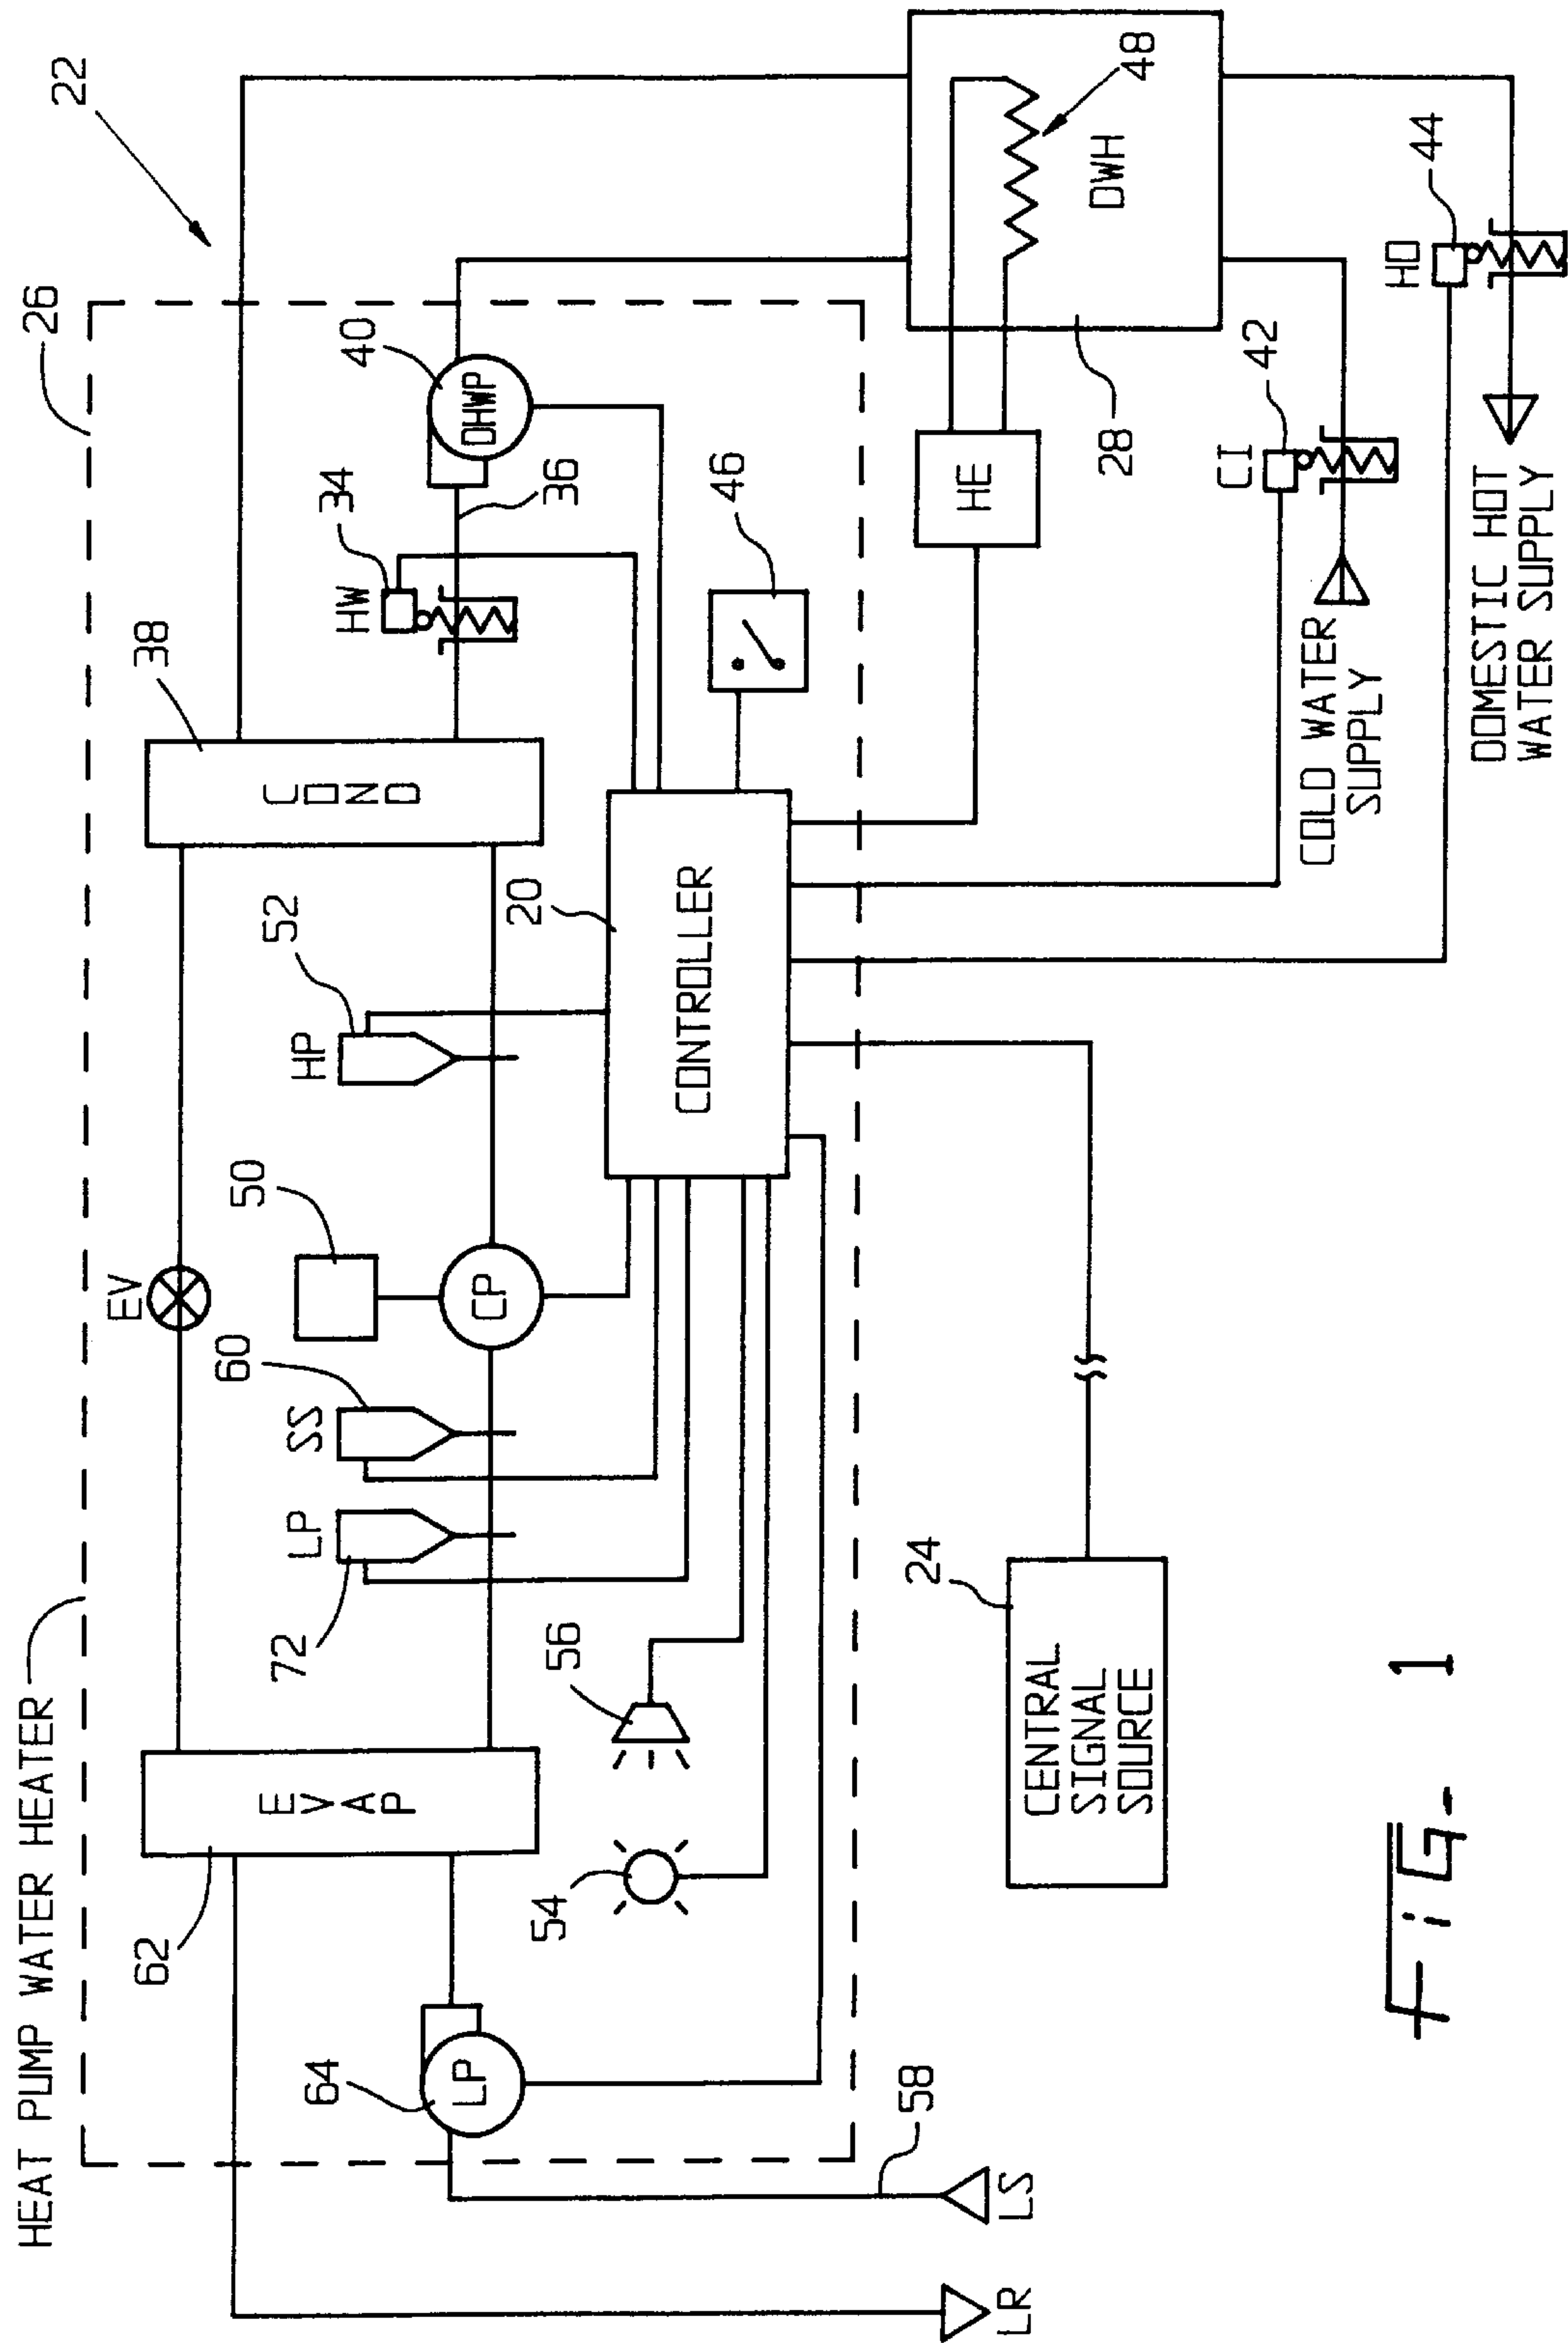 HEAT PUMP WATER HEATER
26
22
62
EVAP
EV
38
COND
64
LP
72
LP
60
SS
50
CP
52
HP
34
HW
36
40
DHWP
54
56
20
CONTROLLER
46
58
LS
LR
24
CENTRAL
SIGNAL
SOURCE
HE
28
48
DWH
42
CI
44
HO
COLD WATER
SUPPLY
DOMESTIC HOT
WATER SUPPLY
FiG- 1